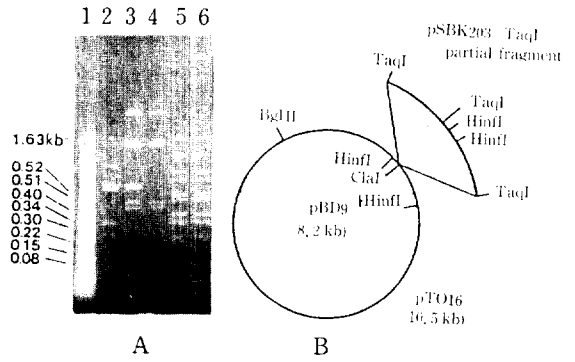 1 2 3 4 5 6
1.63kb
0.52
0.51
0.40
0.34
0.30
0.22
0.15
0.08
A
pSBK203 TaqI
partial fragment
TaqI
TaqI
HinfI
HinfI
TaqI
BglII
HinfI
ClaI
HinfI
pBD9
8,2 kb)
pTO16
10,5 kb)
B